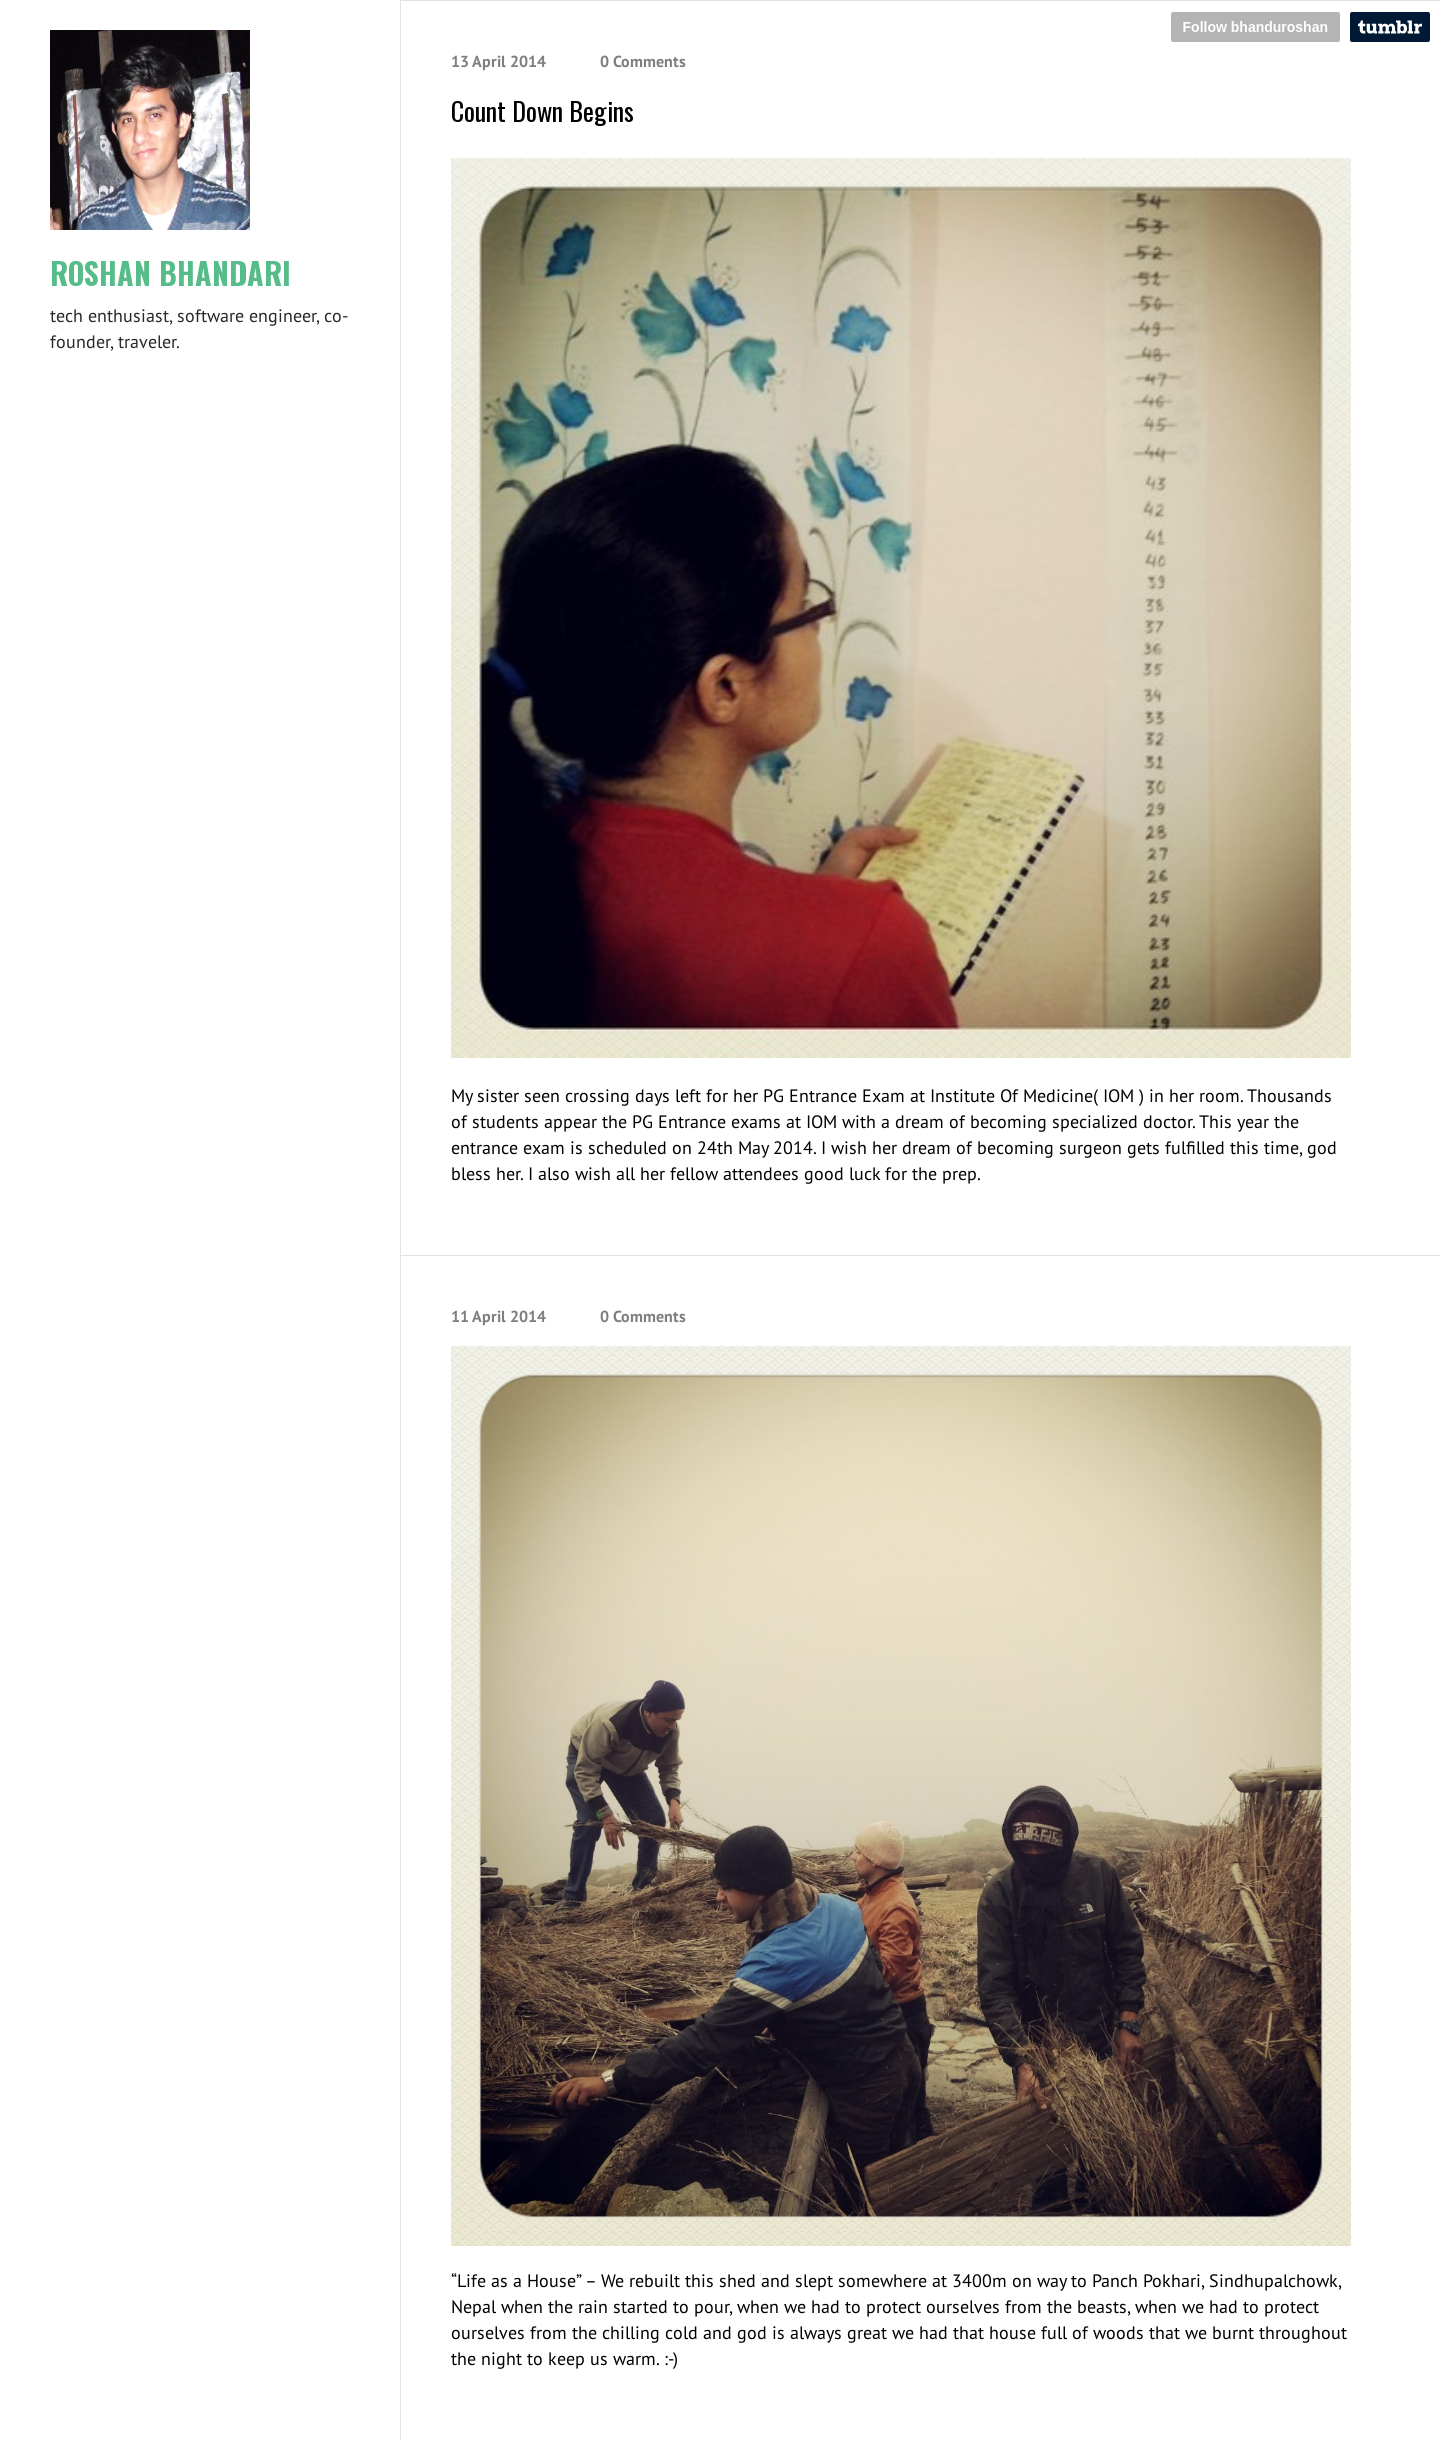 Follow bhanduroshan
tumblr
ROSHAN BHANDARI
tech enthusiast, software engineer, co-
founder, traveler.
13 April 2014 0 Comments
Count Down Begins
54
53
52
51
50
49
48
47
46
45
44
43
42
41
40
39
38
37
36
35
34
33
32
31
30
29
28
27
26
25
24
23
22
21
20
19
My sister seen crossing days left for her PG Entrance Exam at Institute Of Medicine( IOM ) in her room. Thousands
of students appear the PG Entrance exams at IOM with a dream of becoming specialized doctor. This year the
entrance exam is scheduled on 24th May 2014. I wish her dream of becoming surgeon gets fulfilled this time, god
bless her. I also wish all her fellow attendees good luck for the prep.
11 April 2014 0 Comments
“Life as a House” – We rebuilt this shed and slept somewhere at 3400m on way to Panch Pokhari, Sindhupalchowk,
Nepal when the rain started to pour, when we had to protect ourselves from the beasts, when we had to protect
ourselves from the chilling cold and god is always great we had that house full of woods that we burnt throughout
the night to keep us warm. :-)